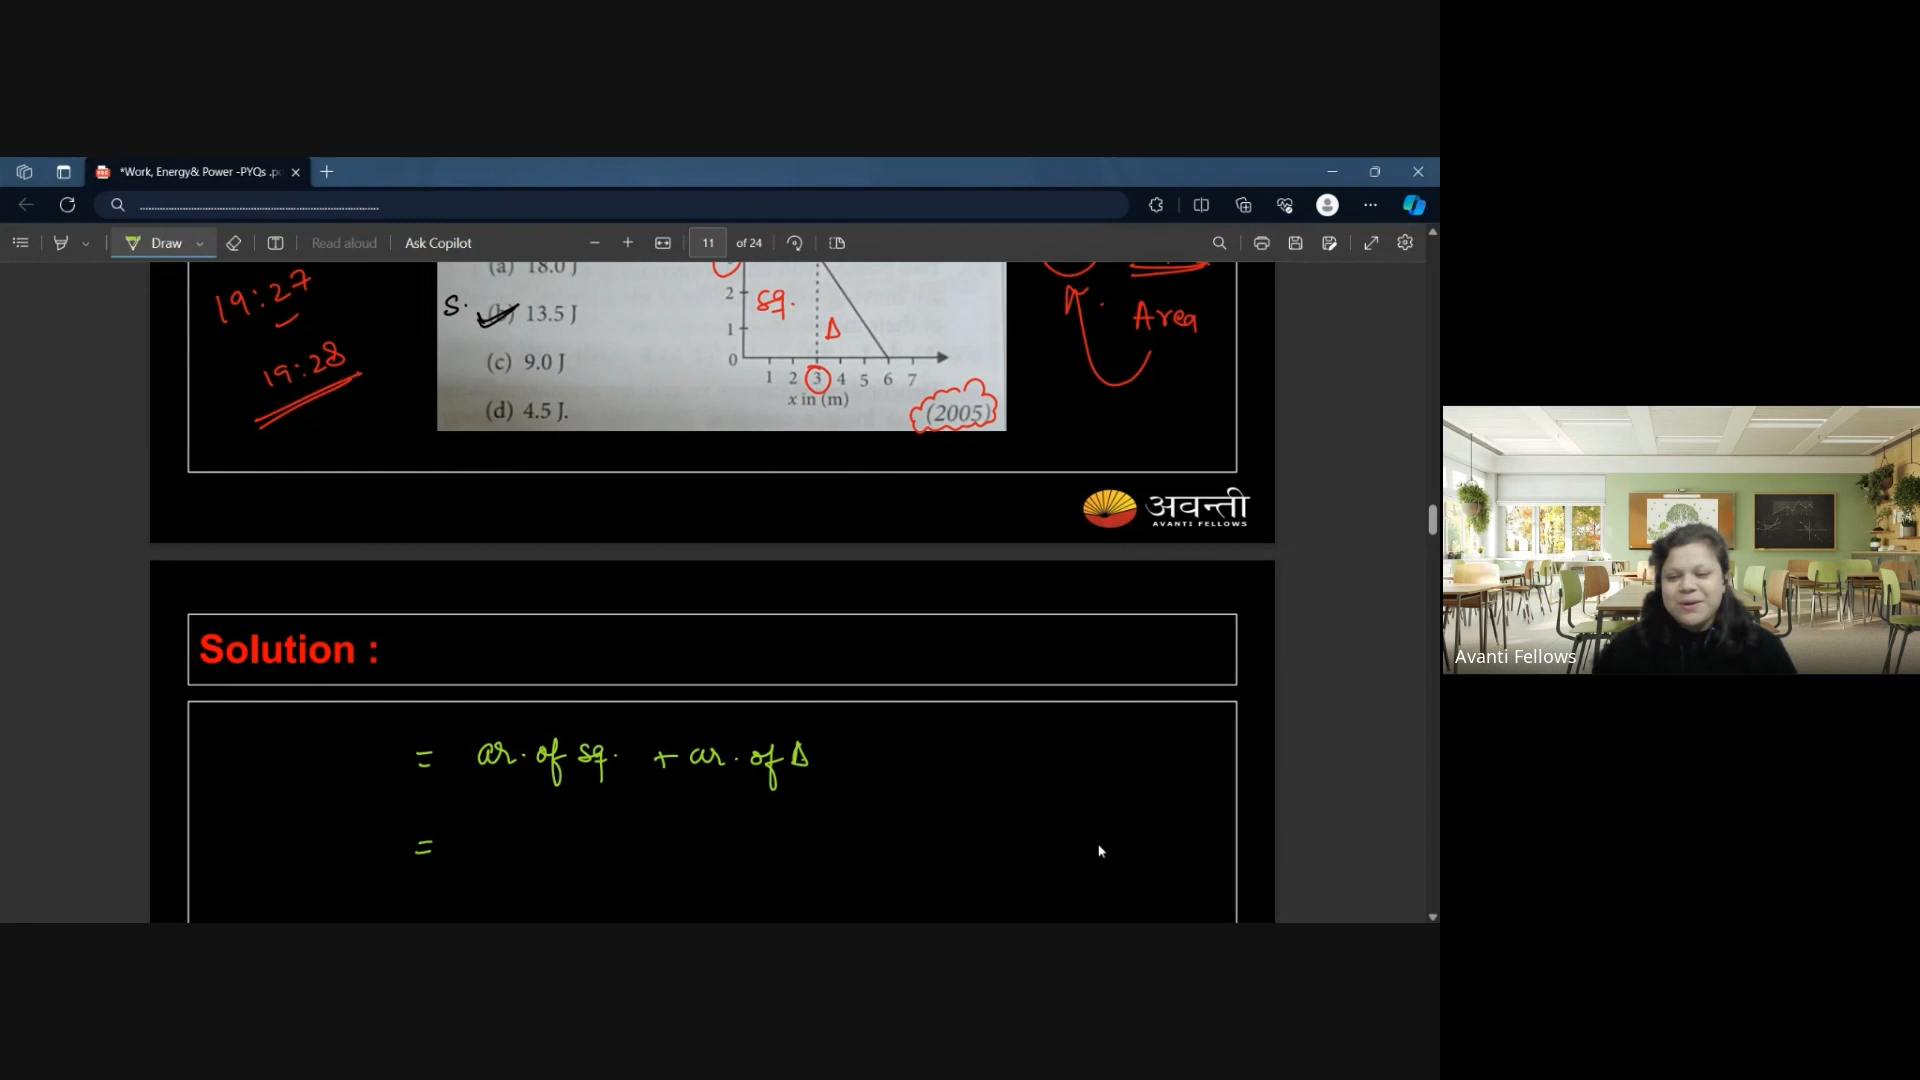 *Work, Energy& Power -PYQs .p
Draw
Read aloud
Ask Copilot
11
of 24
19:27
19:28
(a) 18.0 J
S. (b) 13.5 J
(c) 9.0 J
(d) 4.5 J.
2
1
0
sq.
Δ
1 2 3 4 5 6 7
x in (m)
(2005)
Area
अवन्ती
AVANTI FELLOWS
Solution :
= ar. of sq. + ar. of Δ
=
Avanti Fellows